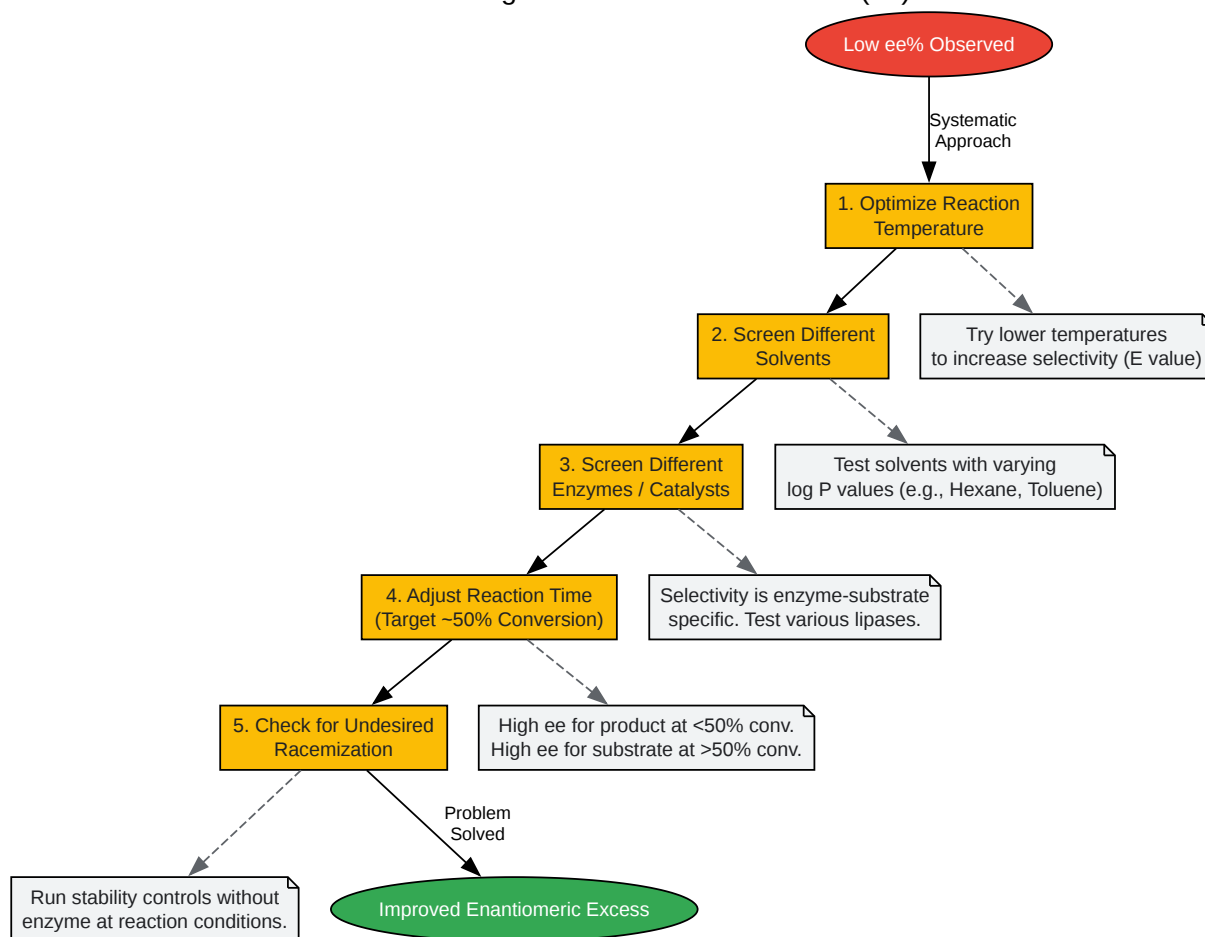 Low ee% Observed
Systematic
Approach
1. Optimize Reaction
Temperature
2. Screen Different
Solvents
Try lower temperatures
to increase selectivity (E value)
3. Screen Different
Enzymes / Catalysts
Test solvents with varying
log P values (e.g., Hexane, Toluene)
4. Adjust Reaction Time
(Target ~50% Conversion)
Selectivity is enzyme-substrate
specific. Test various lipases.
5. Check for Undesired
Racemization
High ee for product at <50% conv.
High ee for substrate at >50% conv.
Problem
Solved
Run stability controls without
enzyme at reaction conditions.
Improved Enantiomeric Excess